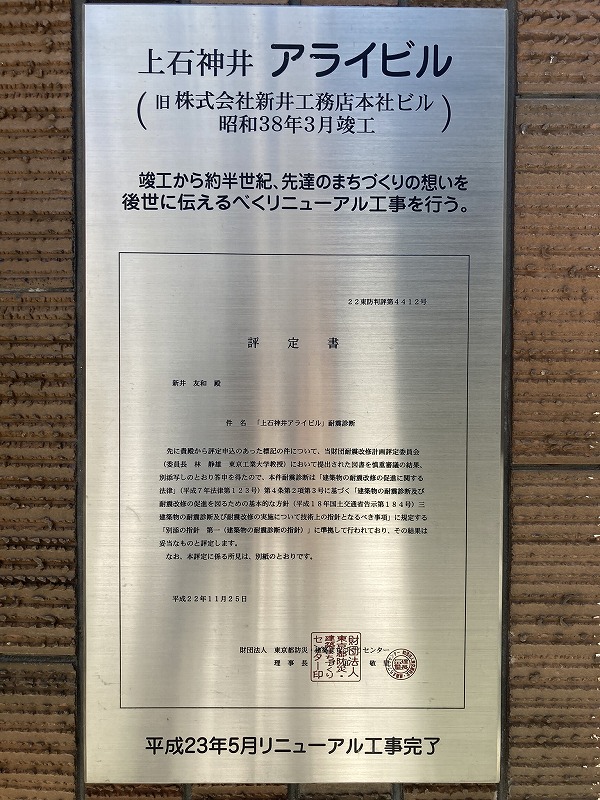 上石神井 アライビル
(旧 株式会社新井工務店本社ビル
昭和38年3月竣工)
竣工から約半世紀、先達のまちづくりの想いを
後世に伝えるべくリニューアル工事を行う。
22東防判評第4412号
評 定 書
新井 友和 殿
件 名 「上石神井アライビル」耐震診断
先に貴殿から評定申込のあった標記の件について、当財団耐震改修計画評定委員会
(委員長 林 静雄 東京工業大学教授)において提出された図書を慎重審議の結果、
別添写しのとおり答申を得たので、本件耐震診断は「建築物の耐震改修の促進に関する
法律」(平成7年法律第123号)第4条第2項第3号に基づく「建築物の耐震診断及び
耐震改修の促進を図るための基本的な方針(平成18年国土交通省告示第184号)三
建築物の耐震診断及び耐震改修の実施について技術上の指針となるべき事項」に規定する
「別添の指針 第一(建築物の耐震診断の指針)」に準拠して行われており、その結果は
妥当なものと評定します。
なお、本評定に係る所見は、別紙のとおりです。
平成22年11月25日
財団法人 東京都防災・建築 センター
理 事 長 敬
財団法人
東京都防災・
建築まちづくり
センター印
平成23年5月リニューアル工事完了